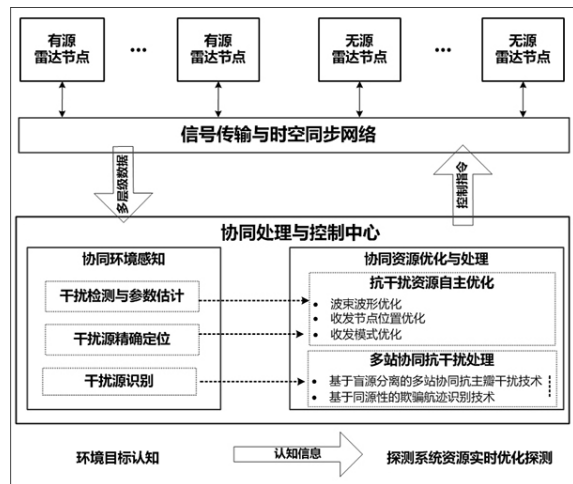 有源
雷达节点
...
有源
雷达节点
无源
雷达节点
...
无源
雷达节点
信号传输与时空同步网络
多层级数据
控制指令
协同处理与控制中心
协同环境感知
干扰检测与参数估计
干扰源精确定位
干扰源识别
协同资源优化与处理
抗干扰资源自主优化
• 波束波形优化
• 收发节点位置优化
• 收发模式优化
多站协同抗干扰处理
• 基于盲源分离的多站协同抗主瓣干扰技术
• 基于同源性的欺骗航迹识别技术
环境目标认知
认知信息
探测系统资源实时优化探测